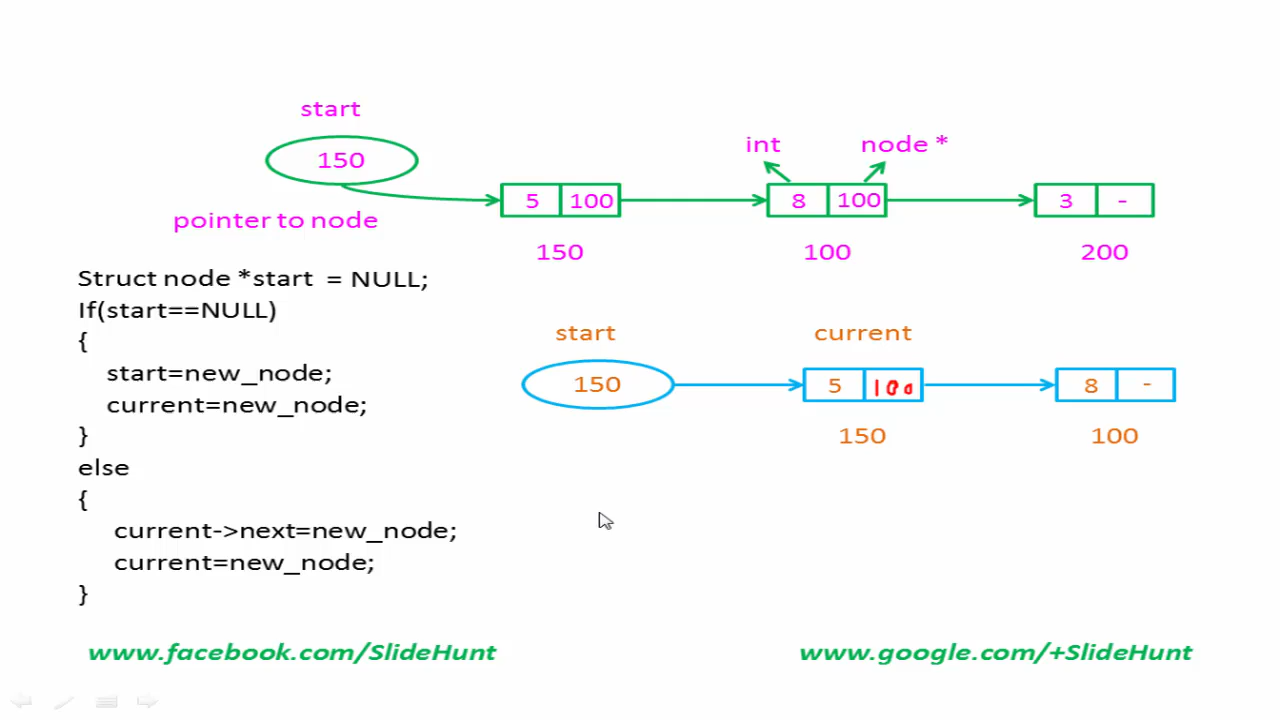 start
150
pointer to node
int node *
5 100 8 100 3 -
150 100 200
Struct node *start = NULL;
If(start==NULL)
{
start=new_node;
current=new_node;
}
else
{
current->next=new_node;
current=new_node;
}
start current
150 5 100 8 -
150 100
www.facebook.com/SlideHunt
www.google.com/+SlideHunt